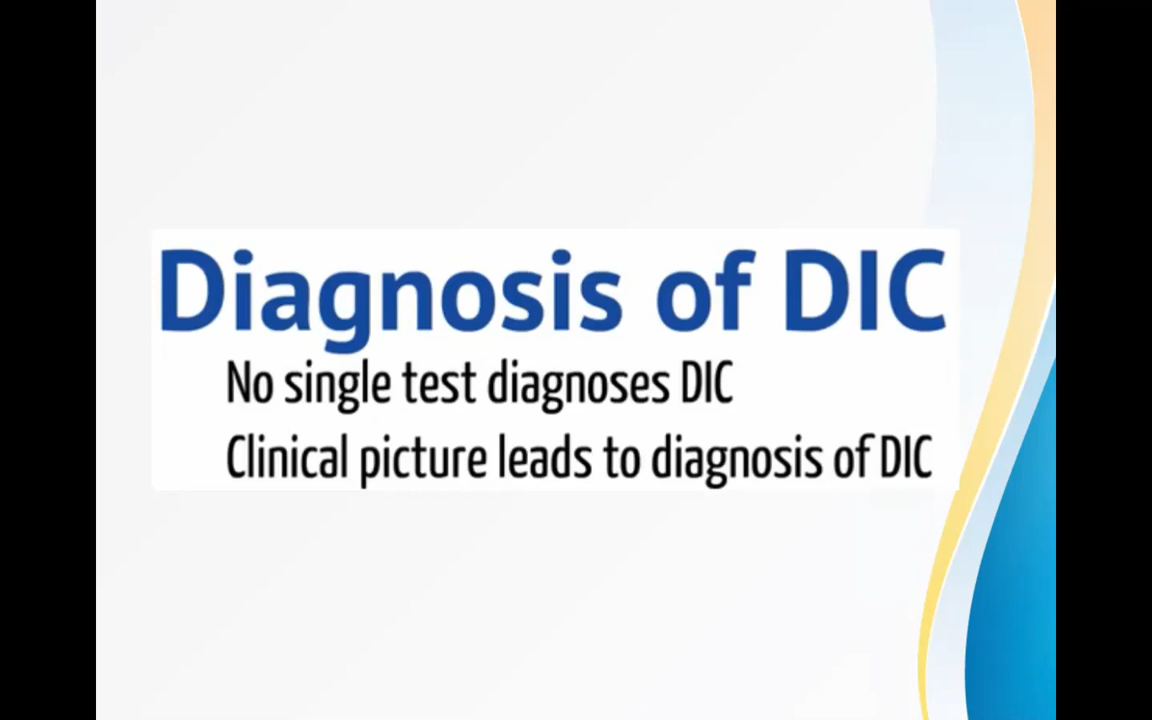 Diagnosis of DIC
No single test diagnoses DIC
Clinical picture leads to diagnosis of DIC